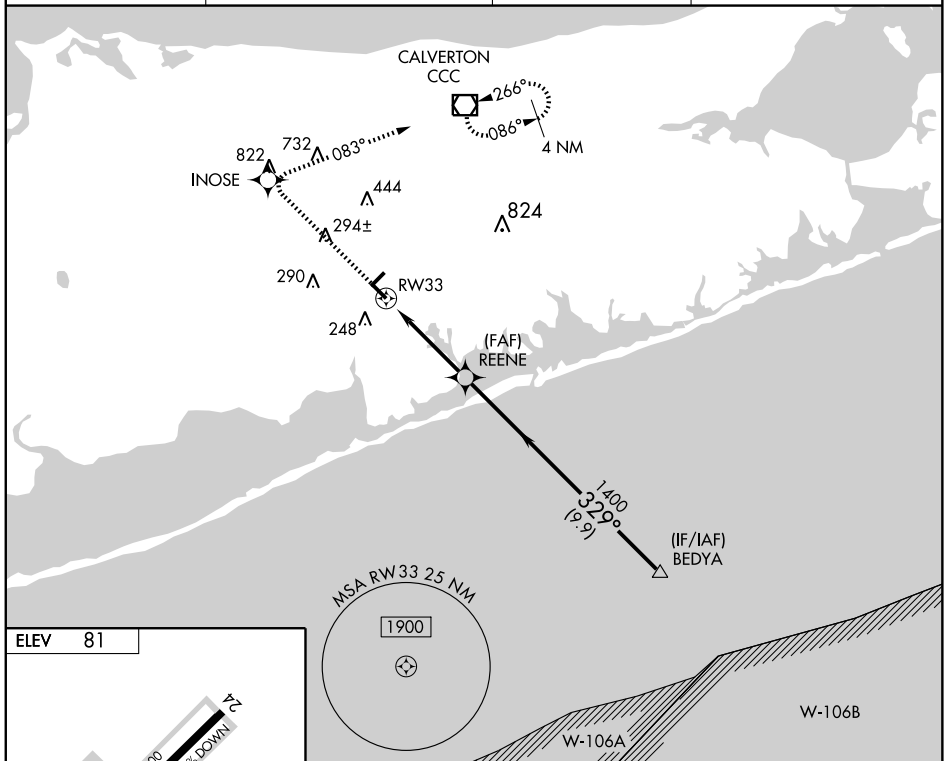 CALVERTON
CCC
266°
086°
4 NM
822
732
083°
INOSE
444
824
294±
290
RW33
248
(FAF)
REENE
1400
329°
(9.9)
(IF/IAF)
BEDYA
MSA RW33 25 NM
1900
ELEV 81
24
% DOWN
W-106A
W-106B